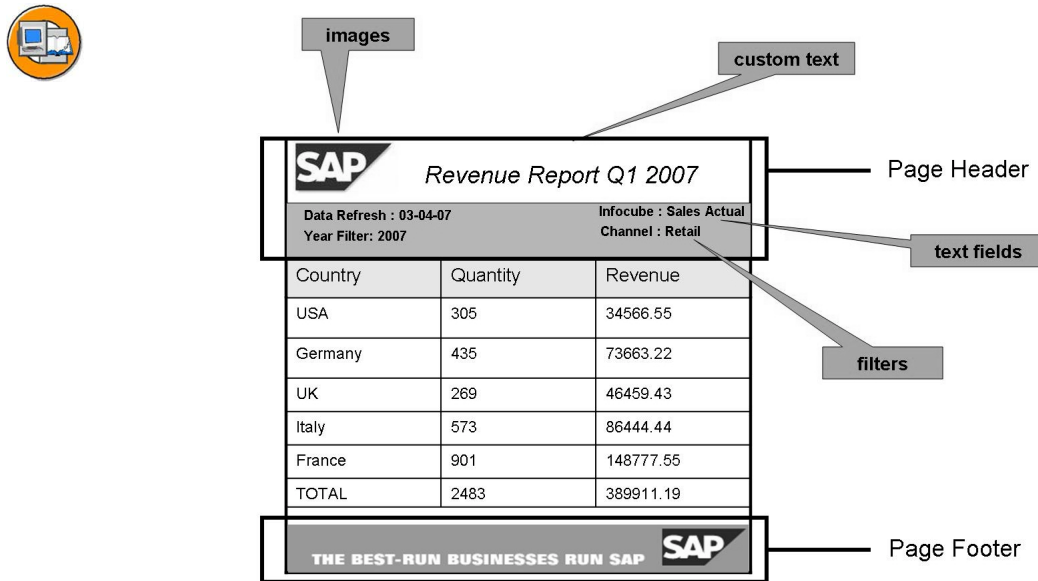 images
custom text
SAP
Revenue Report Q1 2007
Page Header
Data Refresh : 03-04-07
Infocube : Sales Actual
Year Filter: 2007
Channel : Retail
text fields
Country Quantity Revenue
USA 305 34566.55
Germany 435 73663.22
filters
UK 269 46459.43
Italy 573 86444.44
France 901 148777.55
TOTAL 2483 389911.19
THE BEST-RUN BUSINESSES RUN SAP
SAP
Page Footer